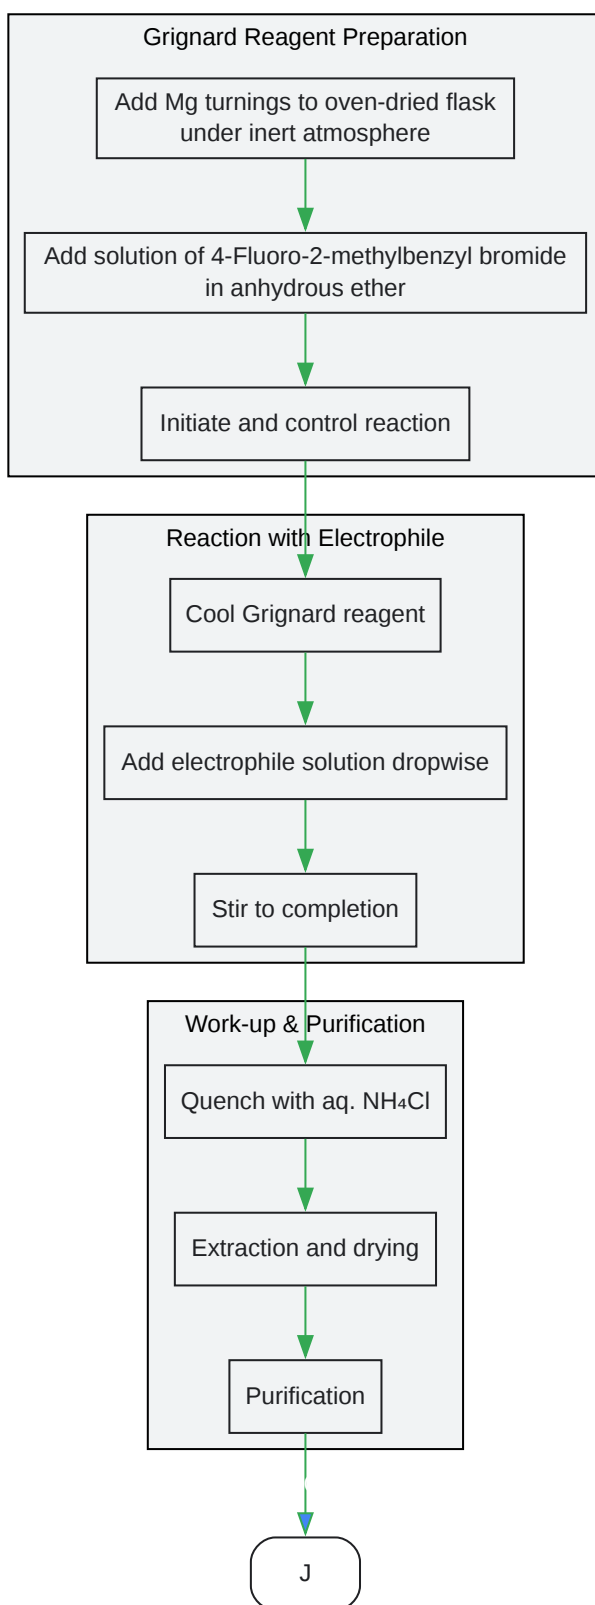 Grignard Reagent Preparation
Add Mg turnings to oven-dried flask
under inert atmosphere
Add solution of 4-Fluoro-2-methylbenzyl bromide
in anhydrous ether
Initiate and control reaction
Reaction with Electrophile
Cool Grignard reagent
Add electrophile solution dropwise
Stir to completion
Work-up & Purification
Quench with aq. NH₄Cl
Extraction and drying
Purification
J